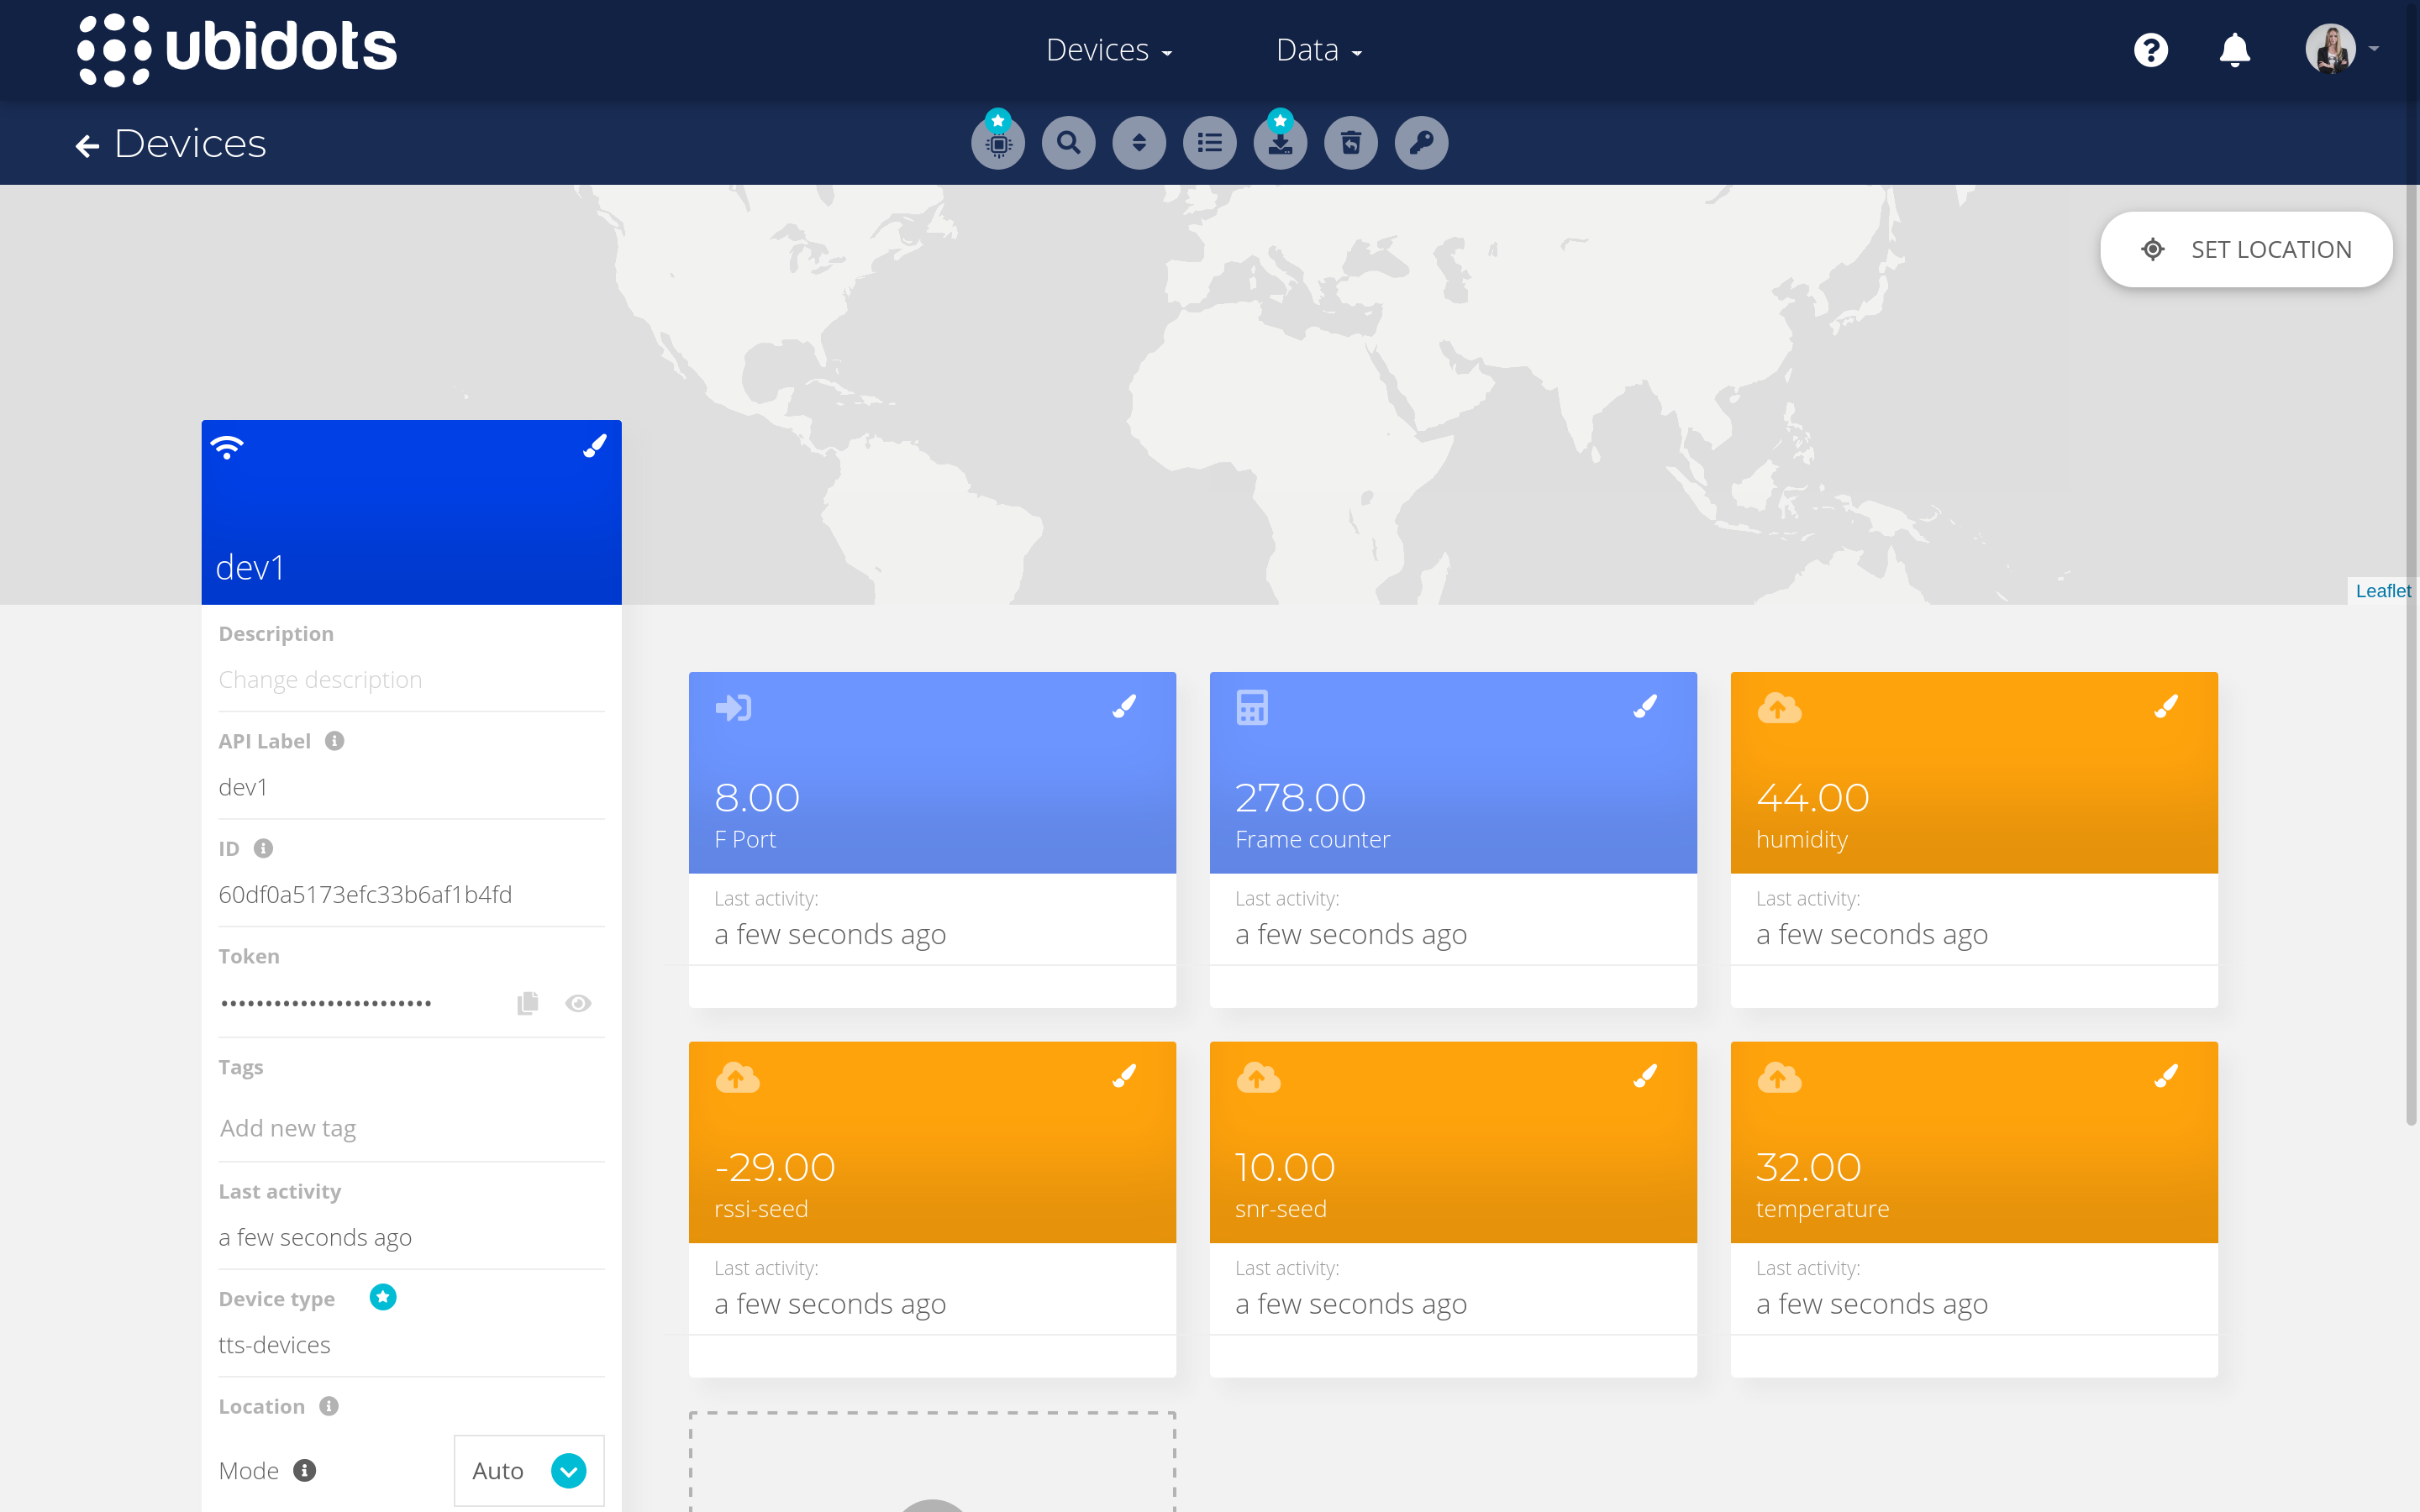 ubidots
Devices
Data
Devices
SET LOCATION
Leaflet
dev1
Description
Change description
API Label
dev1
ID
60df0a5173efc33b6af1b4fd
Token
Tags
Add new tag
Last activity
a few seconds ago
Device type
tts-devices
Location
Mode
Auto
8.00
F Port
Last activity:
a few seconds ago
278.00
Frame counter
Last activity:
a few seconds ago
44.00
humidity
Last activity:
a few seconds ago
-29.00
rssi-seed
Last activity:
a few seconds ago
10.00
snr-seed
Last activity:
a few seconds ago
32.00
temperature
Last activity:
a few seconds ago